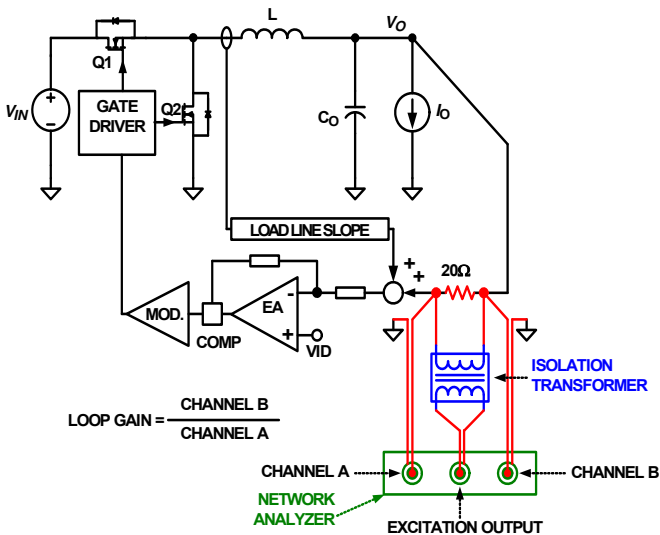 L
VO
Q1
VIN
+
−
GATE
DRIVER
Q2
CO
IO
LOAD LINE SLOPE
+
+
20Ω
MOD.
COMP
EA
-
+
VID
ISOLATION
TRANSFORMER
LOOP GAIN = CHANNEL B
CHANNEL A
CHANNEL A
CHANNEL B
NETWORK
ANALYZER
EXCITATION OUTPUT